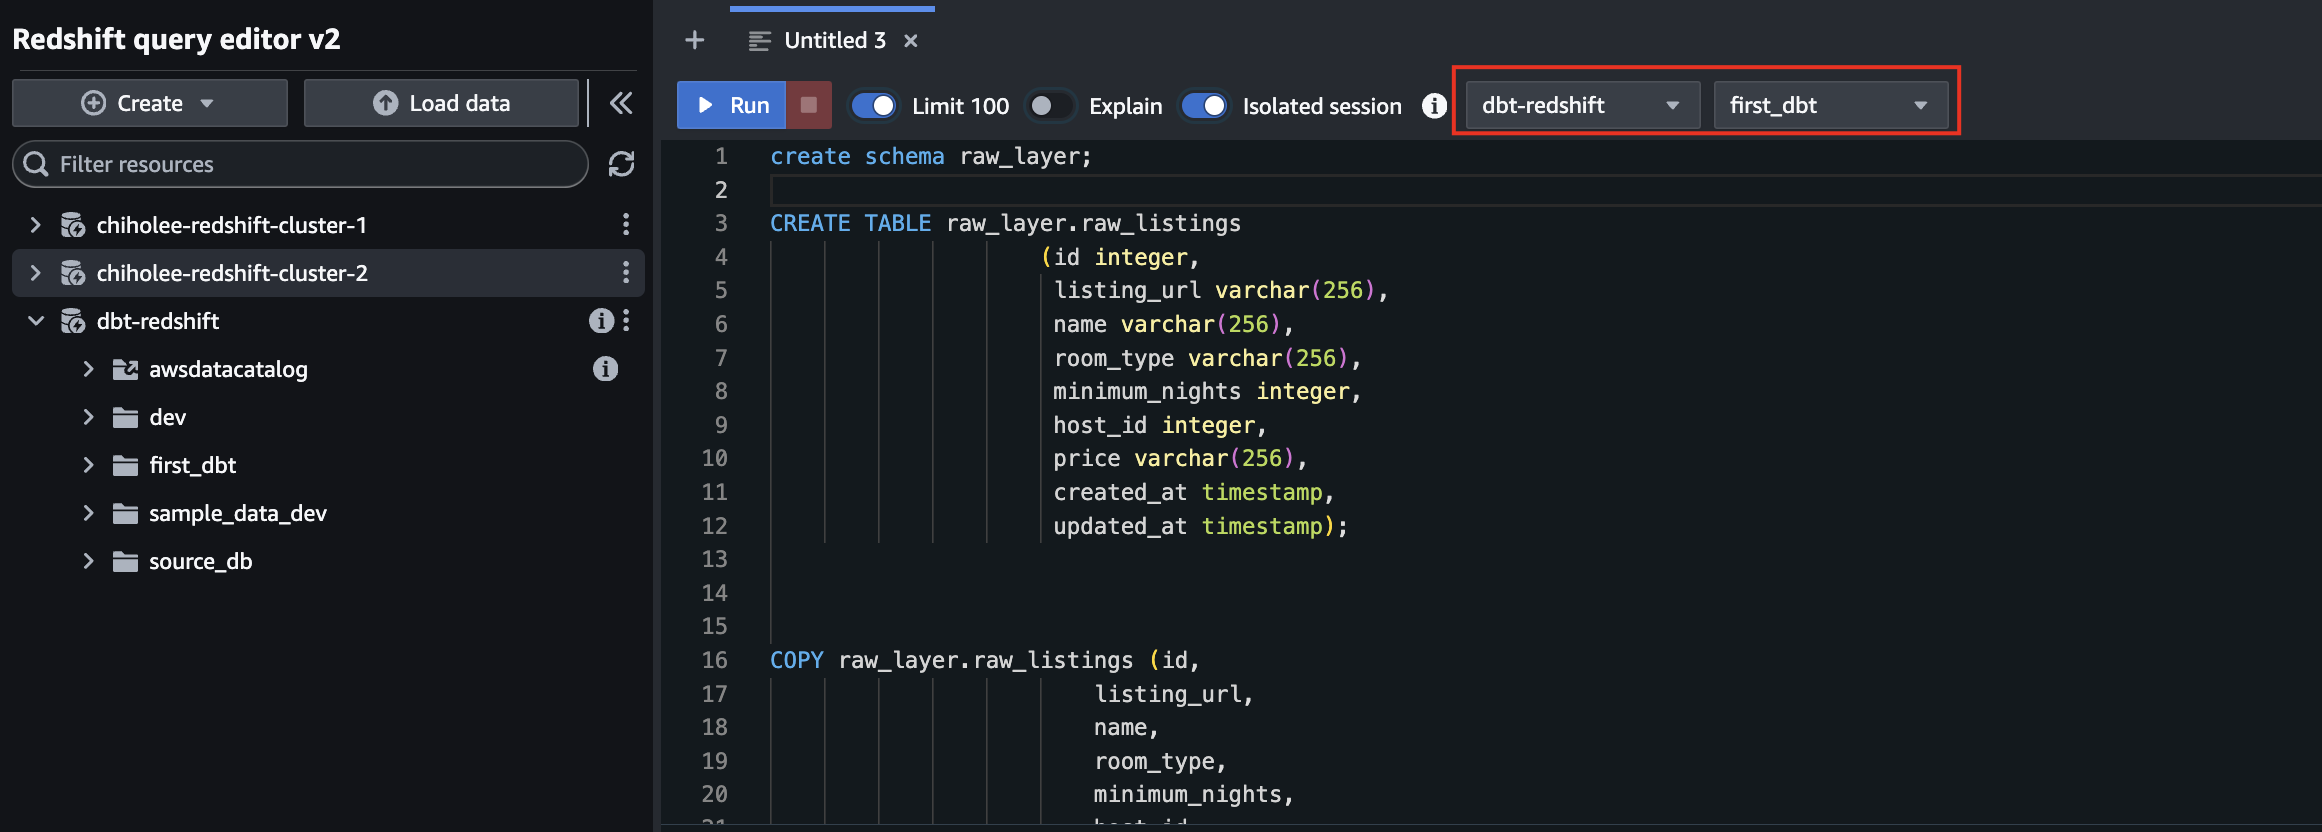 Redshift query editor v2
Create
Load data
Filter resources
chiholee-redshift-cluster-1
chiholee-redshift-cluster-2
dbt-redshift
awsdatacatalog
dev
first_dbt
sample_data_dev
source_db
Untitled 3
Run Limit 100 Explain Isolated session dbt-redshift first_dbt
1 create schema raw_layer;
2
3 CREATE TABLE raw_layer.raw_listings
4 (id integer,
5 listing_url varchar(256),
6 name varchar(256),
7 room_type varchar(256),
8 minimum_nights integer,
9 host_id integer,
10 price varchar(256),
11 created_at timestamp,
12 updated_at timestamp);
13
14
15
16 COPY raw_layer.raw_listings (id,
17 listing_url,
18 name,
19 room_type,
20 minimum_nights,